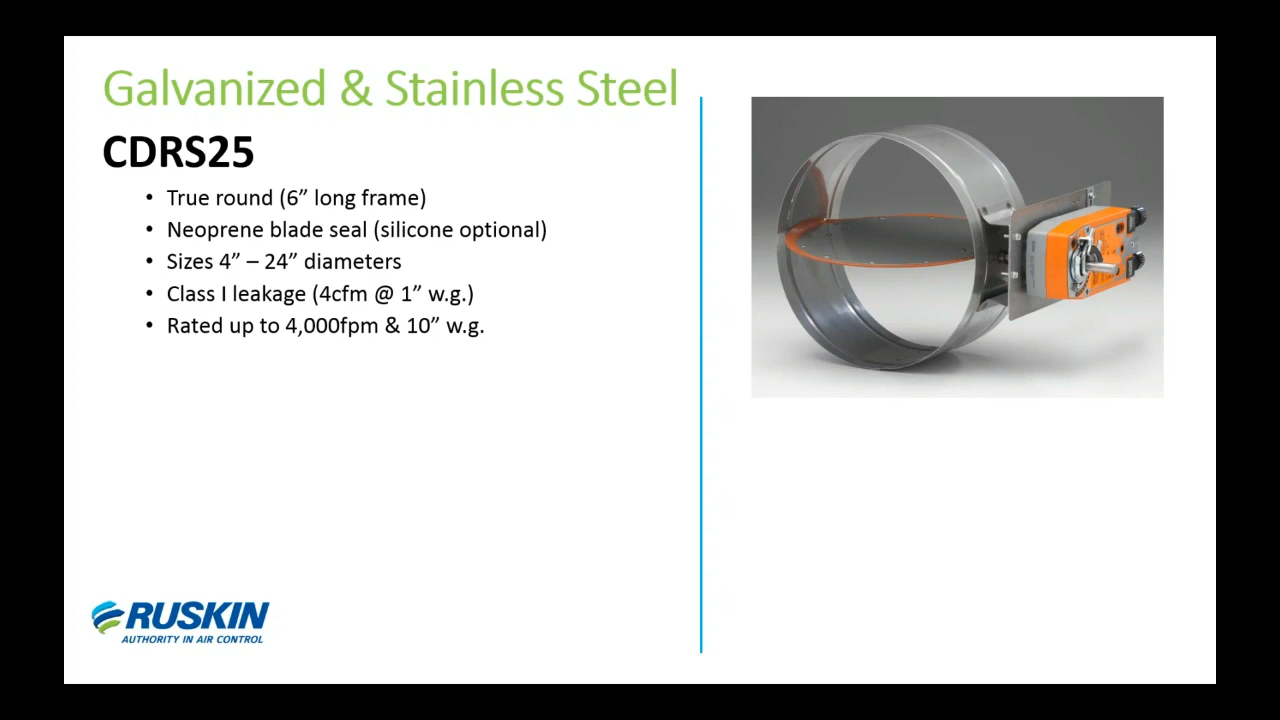 Galvanized & Stainless Steel
CDRS25
• True round (6” long frame)
• Neoprene blade seal (silicone optional)
• Sizes 4” – 24” diameters
• Class I leakage (4cfm @ 1” w.g.)
• Rated up to 4,000fpm & 10” w.g.
RUSKIN
AUTHORITY IN AIR CONTROL